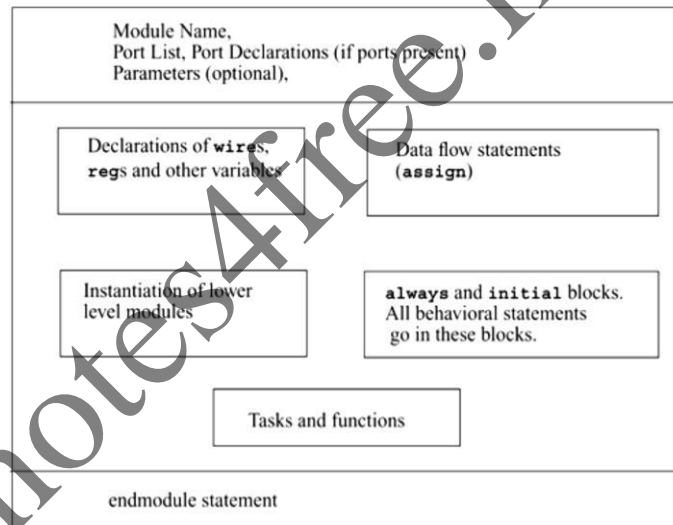 Module Name,
Port List, Port Declarations (if ports present)
Parameters (optional),
Declarations of wires,
regs and other variables
Data flow statements
(assign)
Instantiation of lower
level modules
always and initial blocks.
All behavioral statements
go in these blocks.
Tasks and functions
endmodule statement
notes4free.